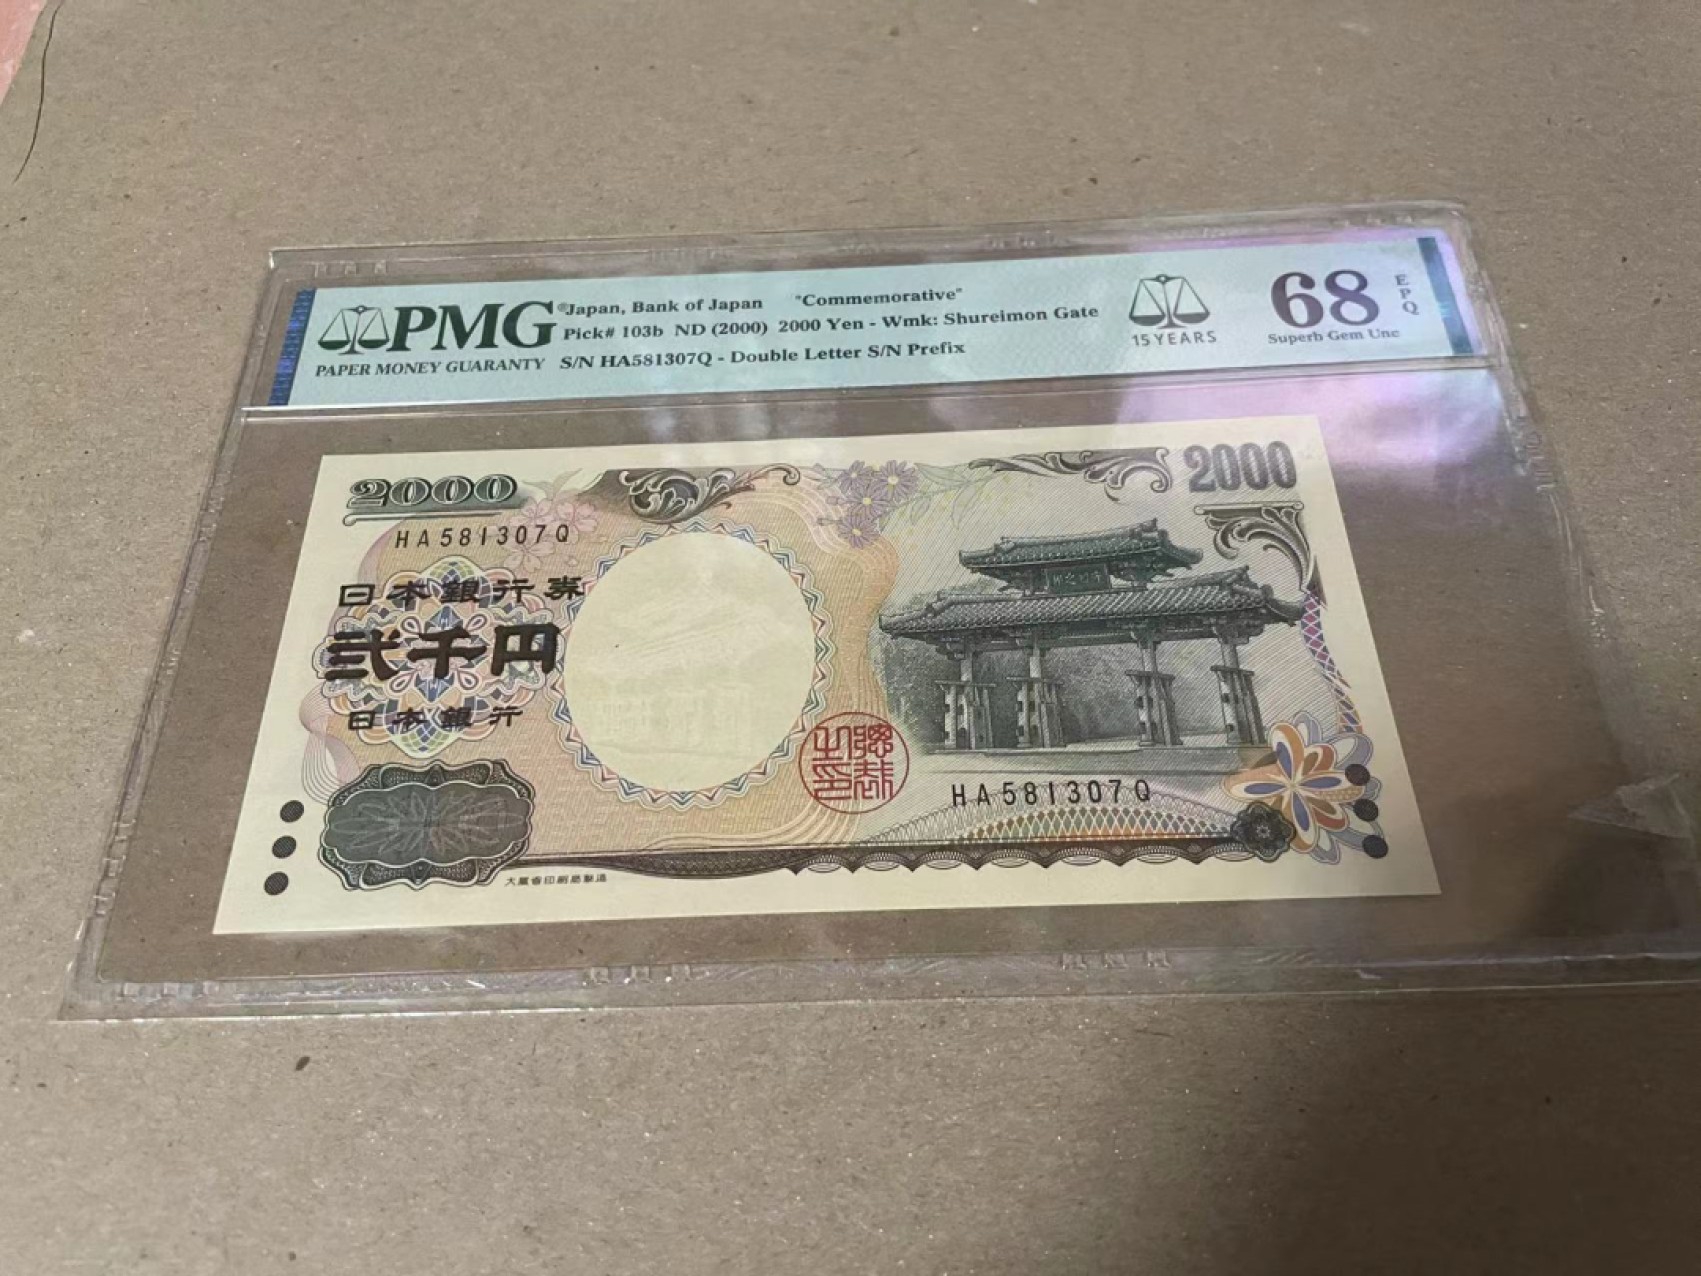 PMG
PAPER MONEY GUARANTY
®Japan, Bank of Japan "Commemorative"
Pick# 103b ND (2000) 2000 Yen - Wmk: Shureimon Gate
S/N HA581307Q - Double Letter S/N Prefix
15 YEARS
68
EPQ
Superb Gem Unc
2000
2000
HA581307Q
日本銀行券
弐千円
日本銀行
HA581307Q
大蔵省印刷局製造